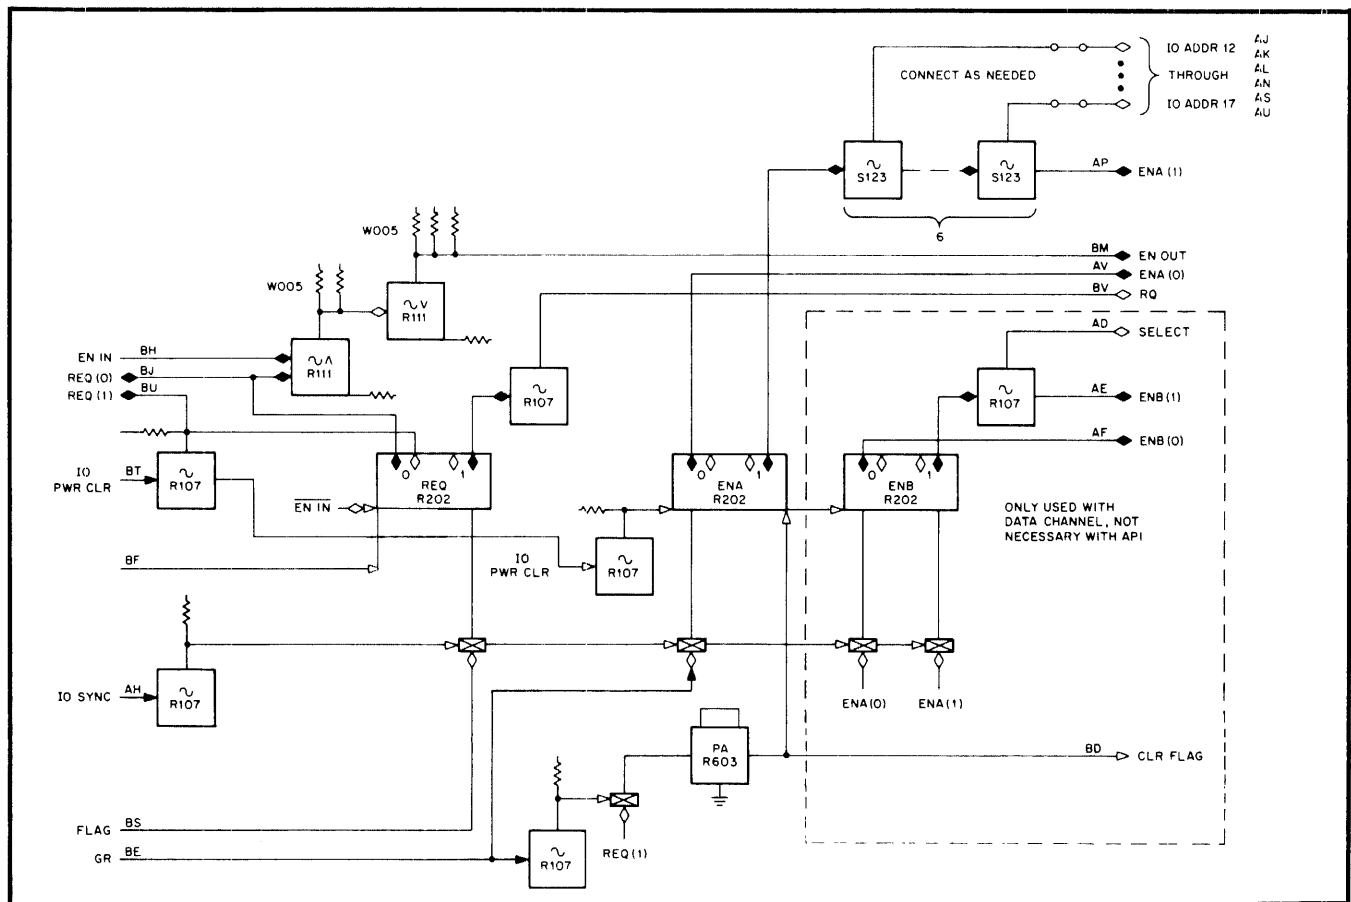 IO ADDR 12
AJ
AK
CONNECT AS NEEDED
THROUGH
AL
AN
IO ADDR 17
AS
AU
∿
S123
∿
S123
AP
ENA (1)
6
W005
BM
EN OUT
AV
ENA (0)
W005
BV
RQ
∿ V
R111
AD
SELECT
EN IN
BH
∿ Λ
R111
REQ (0)
BJ
REQ (1)
BU
∿
R107
∿
R107
AE
ENB (1)
AF
ENB (0)
IO
PWR CLR
BT
∿
R107
0
1
REQ
R202
0
1
ENA
R202
0
1
ENB
R202
EN IN
ONLY USED WITH
DATA CHANNEL, NOT
NECESSARY WITH API
BF
IO
PWR CLR
∿
R107
IO SYNC
AH
∿
R107
ENA (0)
ENA (1)
PA
R603
BD
CLR FLAG
FLAG
BS
GR
BE
∿
R107
REQ (1)